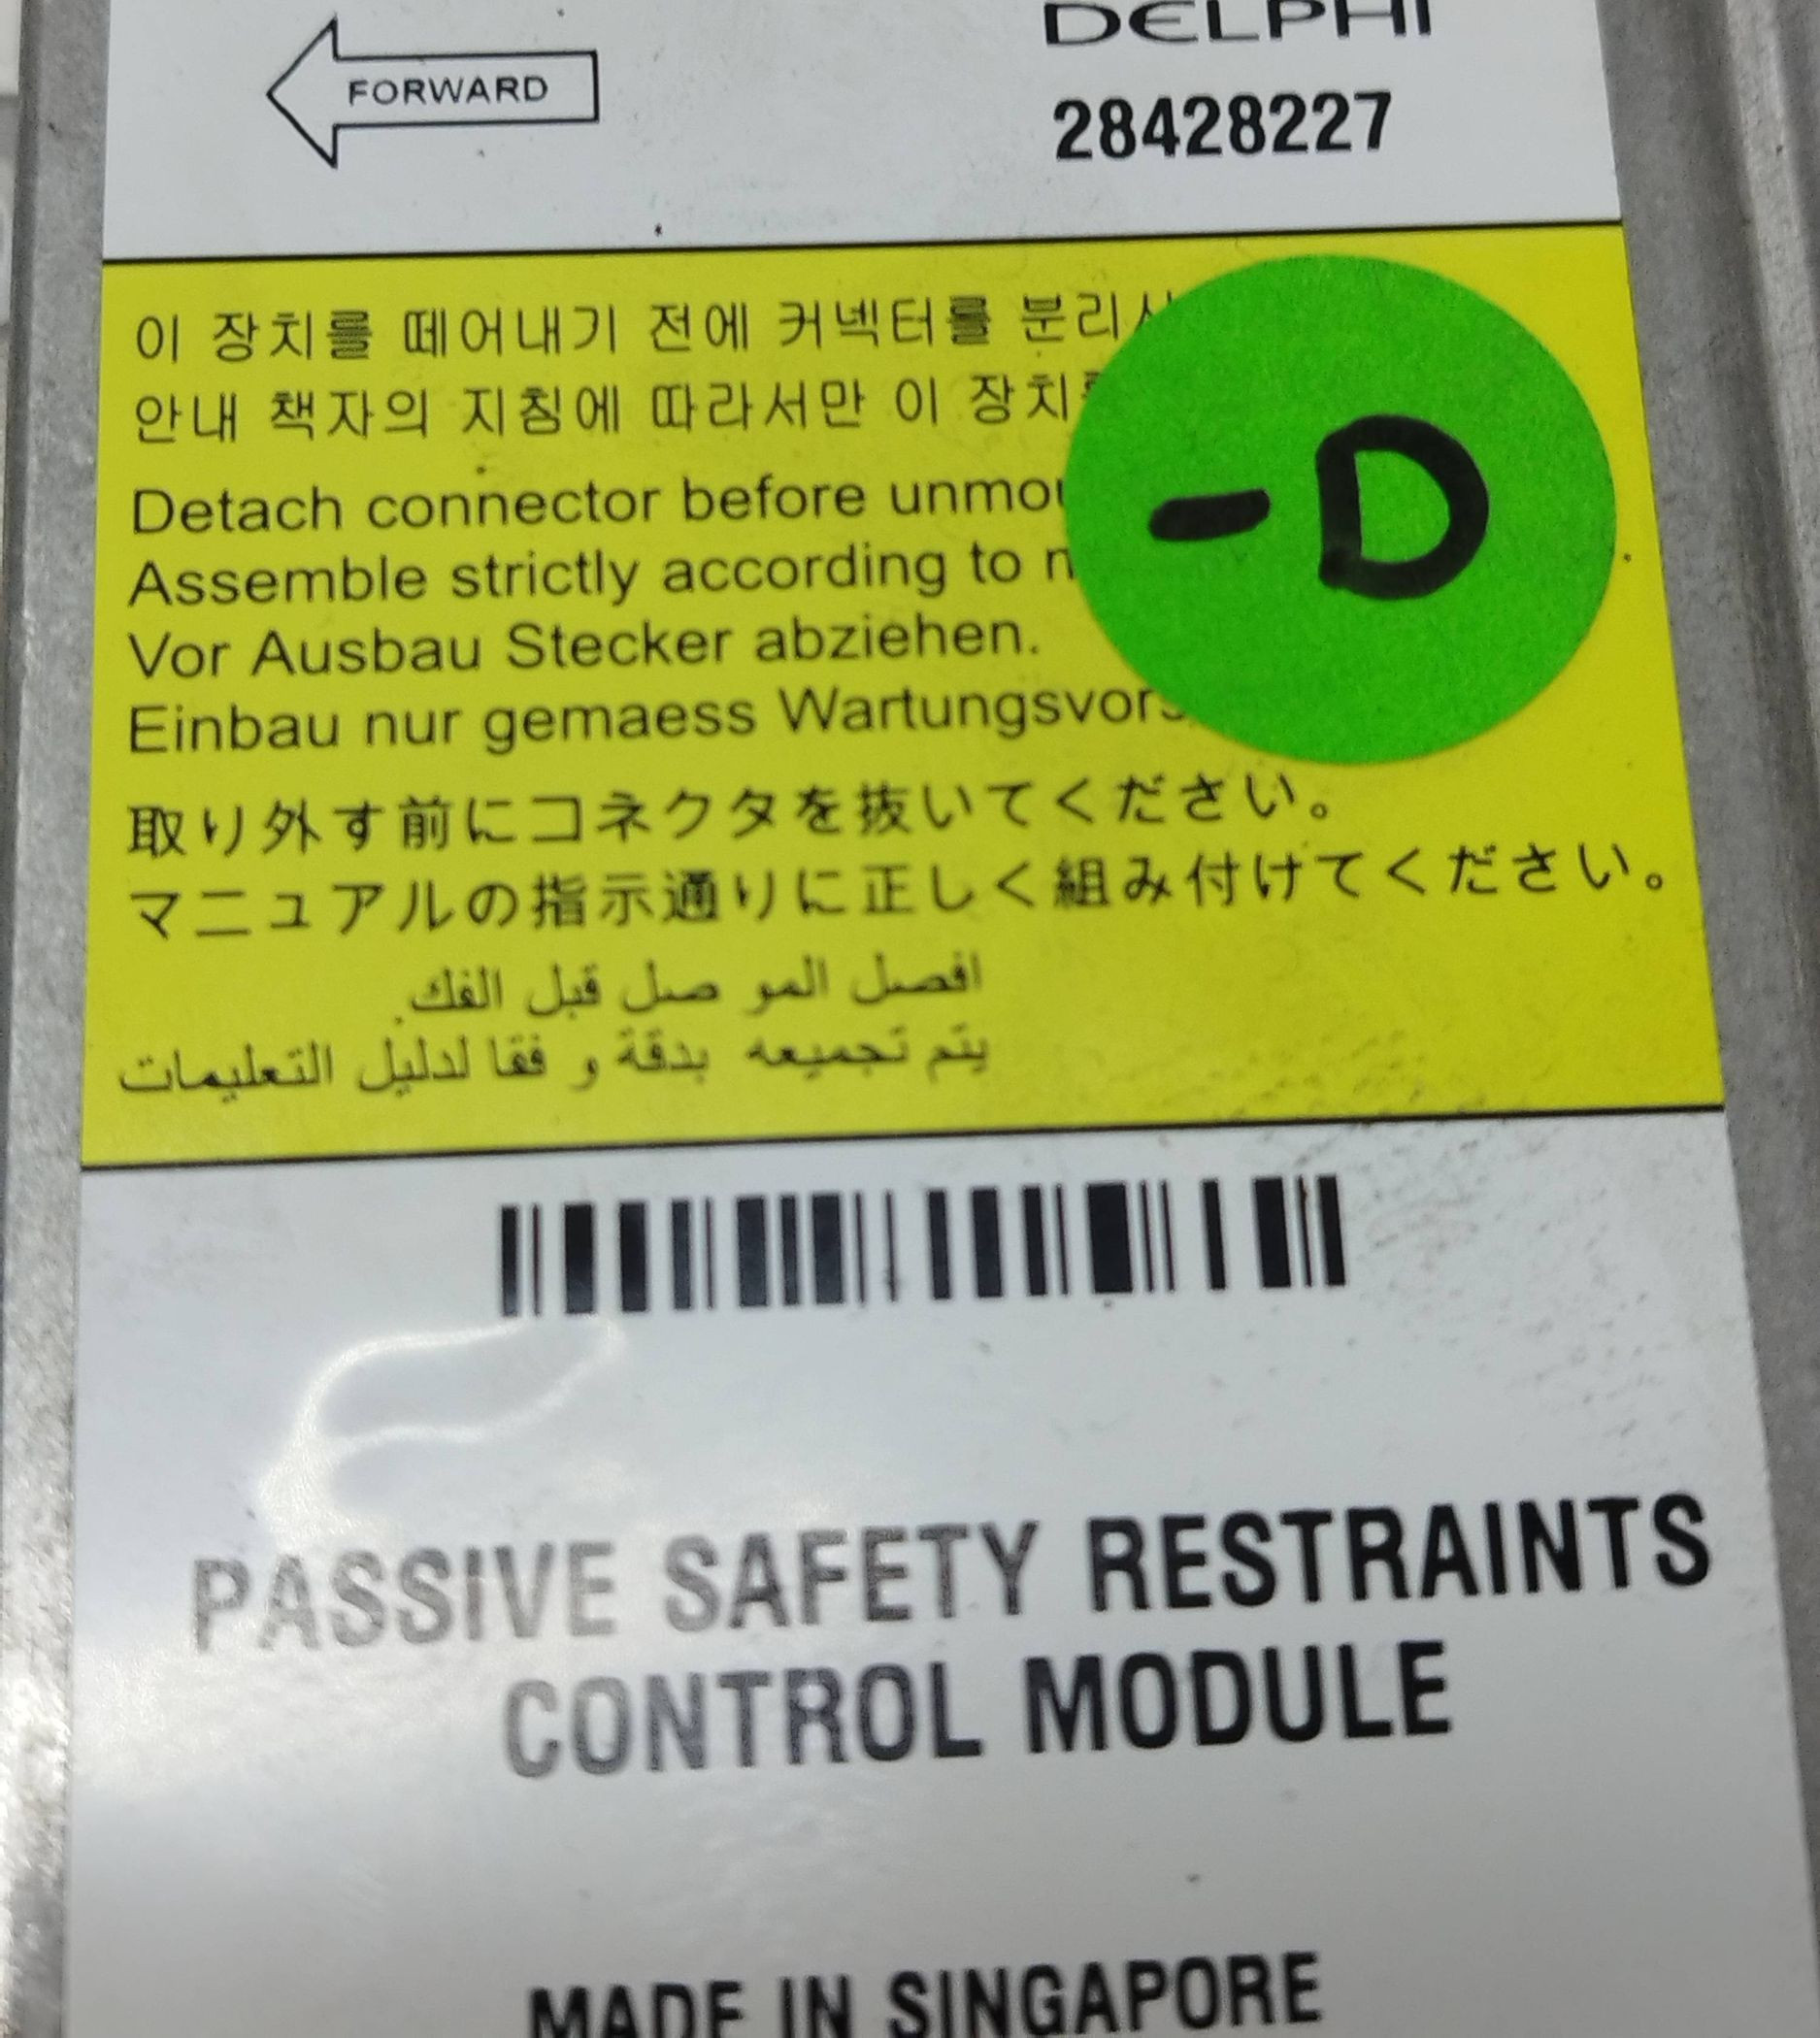 DELPHI
FORWARD
28428227
이 장치를 떼어내기 전에 커넥터를 분리
안내 책자의 지침에 따라서만 이 장치를
- D
Detach connector before
Assemble strictly according to
Vor Ausbau Stecker abziehen.
Einbau nur gemaess
取り外す前にコネクタを抜いてください。
マニュアルの指示通りに正しく組み付けてください。
افصل المو صل قبل الفك.
يتم تجميعه بدقة و فقا لدليل التعليمات
PASSIVE SAFETY RESTRAINTS
CONTROL MODULE
MADE IN SINGAPORE